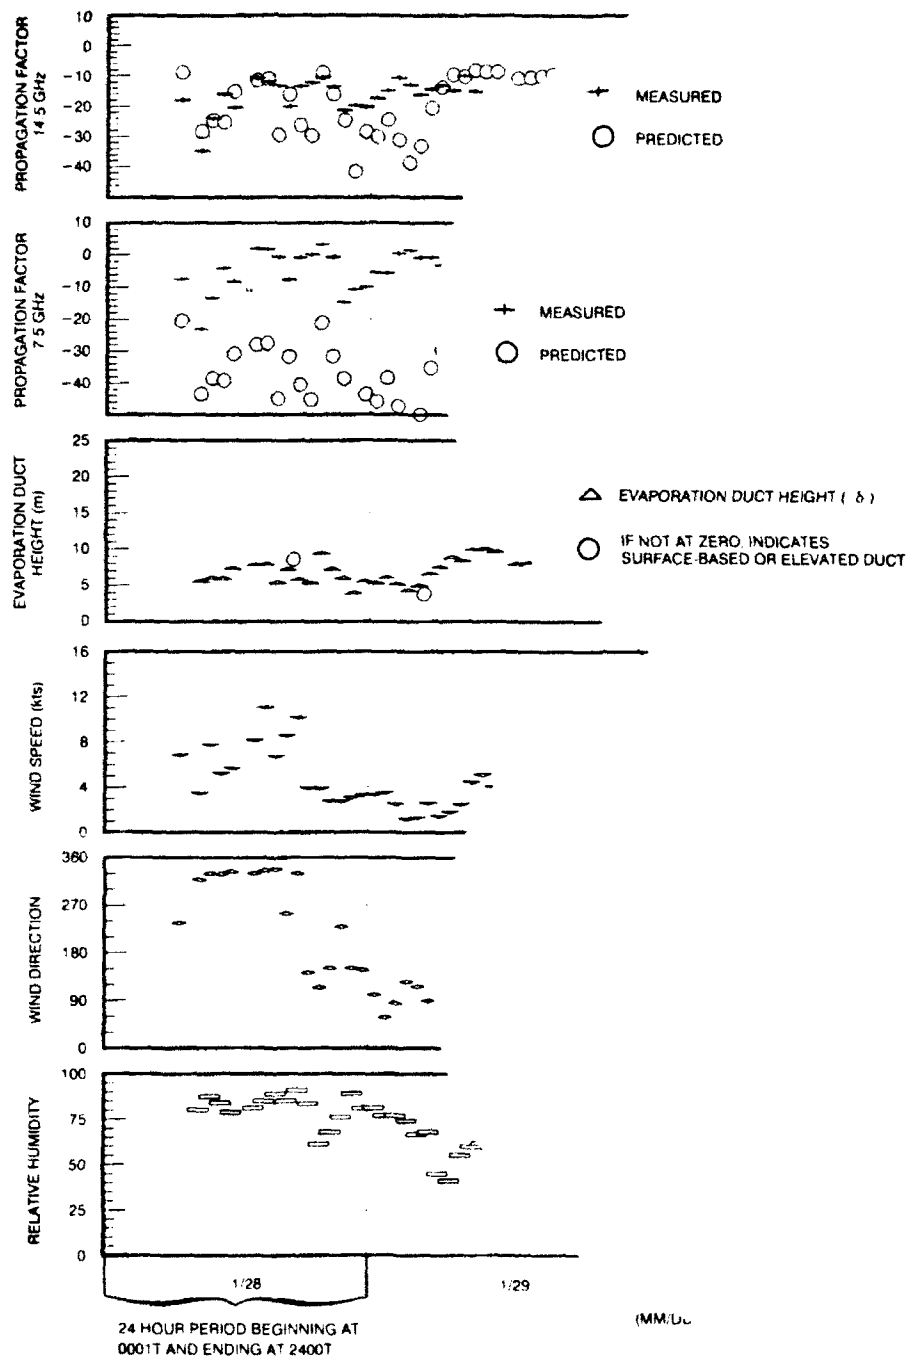 PROPAGATION FACTOR
14 5 GHz
10
0
-10
-20
-30
-40
MEASURED
PREDICTED
PROPAGATION FACTOR
7 5 GHz
10
0
-10
-20
-30
-40
MEASURED
PREDICTED
EVAPORATION DUCT
HEIGHT (m)
25
20
15
10
5
0
EVAPORATION DUCT HEIGHT ( δ )
IF NOT AT ZERO, INDICATES
SURFACE-BASED OR ELEVATED DUCT
WIND SPEED (kts)
16
12
8
4
0
WIND DIRECTION
360
270
180
90
0
RELATIVE HUMIDITY
100
75
50
25
0
1/28
1/29
24 HOUR PERIOD BEGINNING AT
0001T AND ENDING AT 2400T